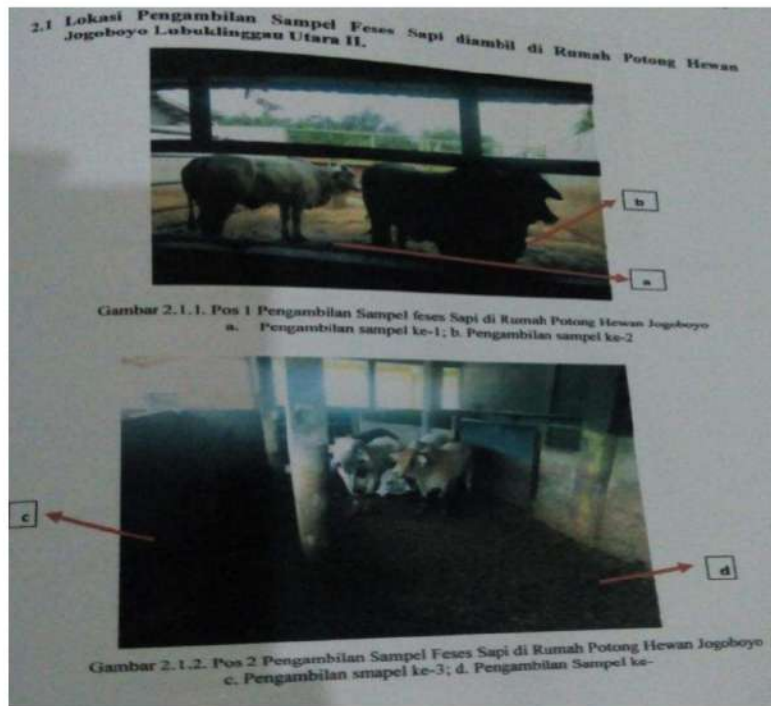 2.1 Lokasi Pengambilan Sampel Feses Sapi diambil di Rumah Potong Hewan
Jogoboyo Lubuklinggau Utara II.
b
a
Gambar 2.1.1. Pos 1 Pengambilan Sampel feses Sapi di Rumah Potong Hewan Jogoboyo
a. Pengambilan sampel ke-1; b. Pengambilan sampel ke-2
c
d
Gambar 2.1.2. Pos 2 Pengambilan Sampel Feses Sapi di Rumah Potong Hewan Jogoboyo
c. Pengambilan smapel ke-3; d. Pengambilan Sampel ke-